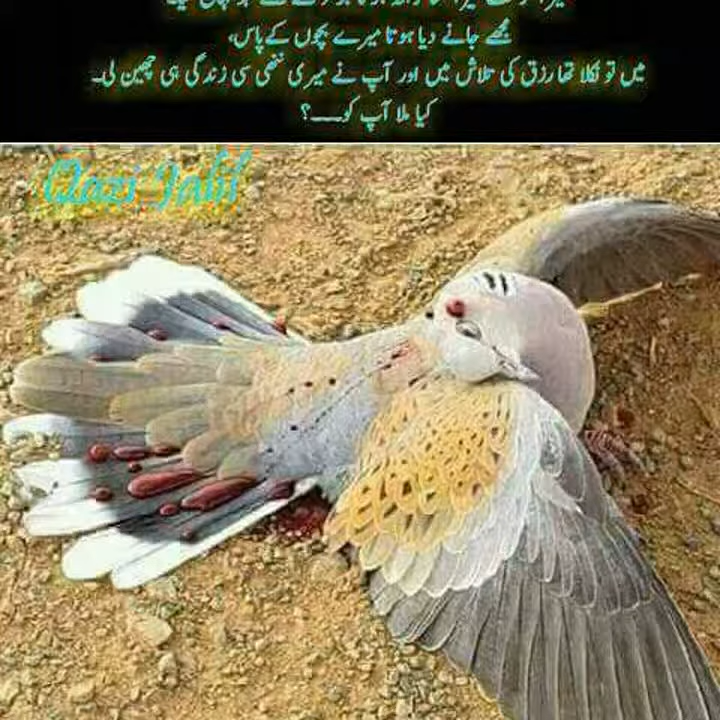 مجھے جانے دیا ہوتا میرے بچوں کے پاس،
میں تو نکلا تھا رزق کی تلاش میں اور آپ نے میری ننھی سی زندگی ہی چھین لی۔
کیا ملا آپ کو۔۔۔۔؟
Qazi Jalil